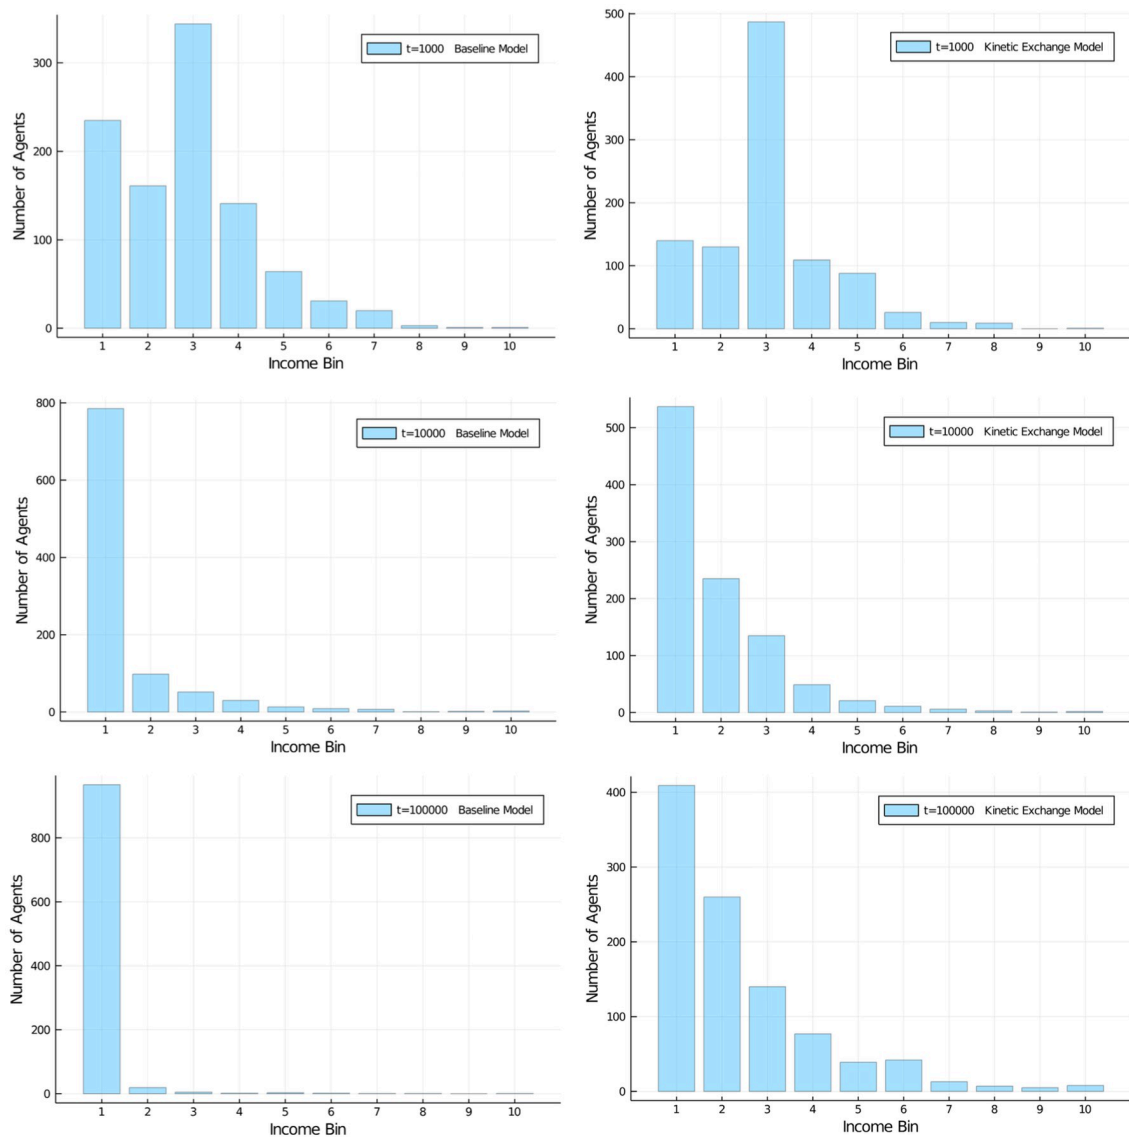 300
200
100
0
Number of Agents
t=1000 Baseline Model
1 2 3 4 5 6 7 8 9 10
Income Bin
500
400
300
200
100
0
Number of Agents
t=1000 Kinetic Exchange Model
1 2 3 4 5 6 7 8 9 10
Income Bin
800
600
400
200
0
Number of Agents
t=10000 Baseline Model
1 2 3 4 5 6 7 8 9 10
Income Bin
500
400
300
200
100
0
Number of Agents
t=10000 Kinetic Exchange Model
1 2 3 4 5 6 7 8 9 10
Income Bin
800
600
400
200
0
Number of Agents
t=100000 Baseline Model
1 2 3 4 5 6 7 8 9 10
Income Bin
400
300
200
100
0
Number of Agents
t=100000 Kinetic Exchange Model
1 2 3 4 5 6 7 8 9 10
Income Bin